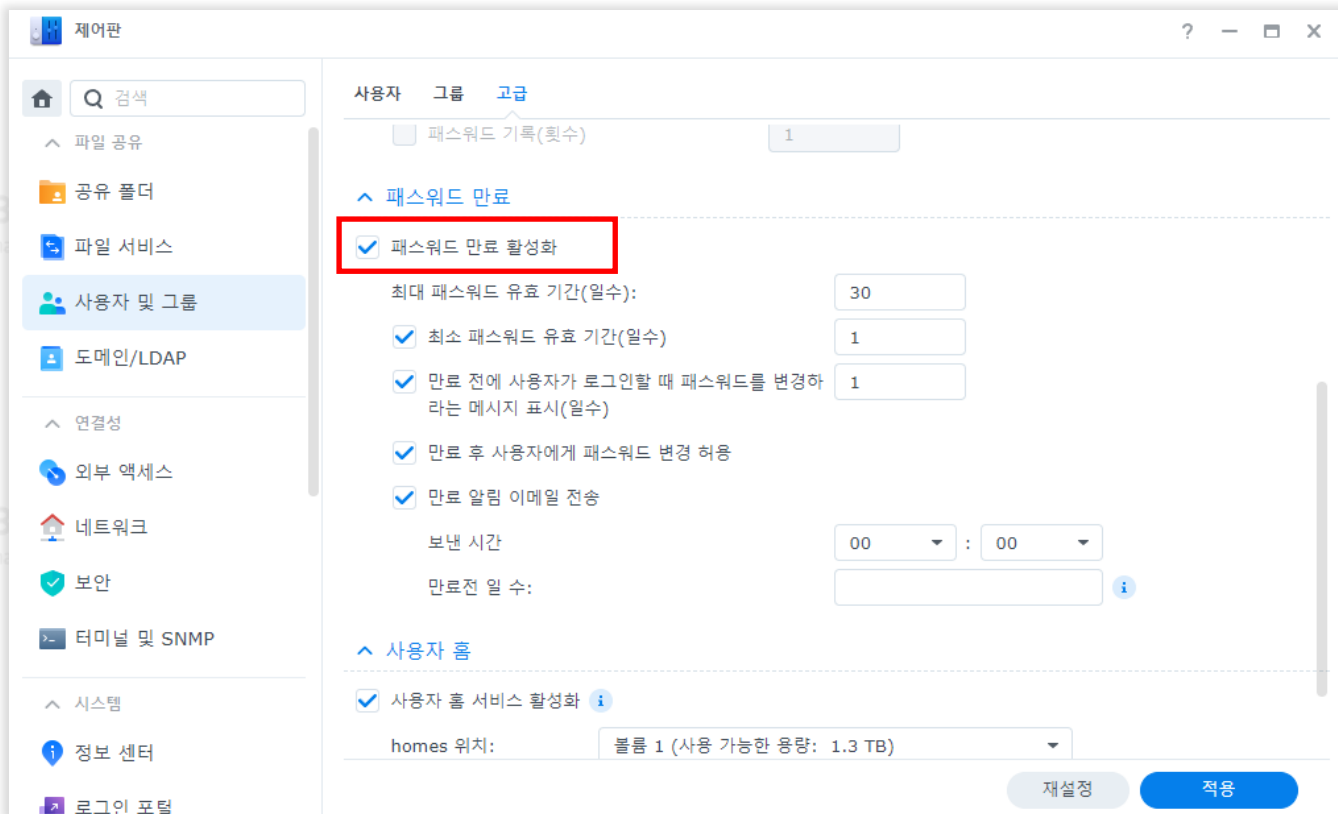 제어판
검색
파일 공유
공유 폴더
파일 서비스
사용자 및 그룹
도메인/LDAP
연결성
외부 액세스
네트워크
보안
터미널 및 SNMP
시스템
정보 센터
로그인 포털
사용자 그룹 고급
패스워드 기록(횟수) 1
패스워드 만료
패스워드 만료 활성화
최대 패스워드 유효 기간(일수): 30
최소 패스워드 유효 기간(일수) 1
만료 전에 사용자가 로그인할 때 패스워드를 변경하 1
라는 메시지 표시(일수)
만료 후 사용자에게 패스워드 변경 허용
만료 알림 이메일 전송
보낸 시간 00 : 00
만료전 일 수:
사용자 홈
사용자 홈 서비스 활성화
homes 위치: 볼륨 1 (사용 가능한 용량: 1.3 TB)
재설정 적용